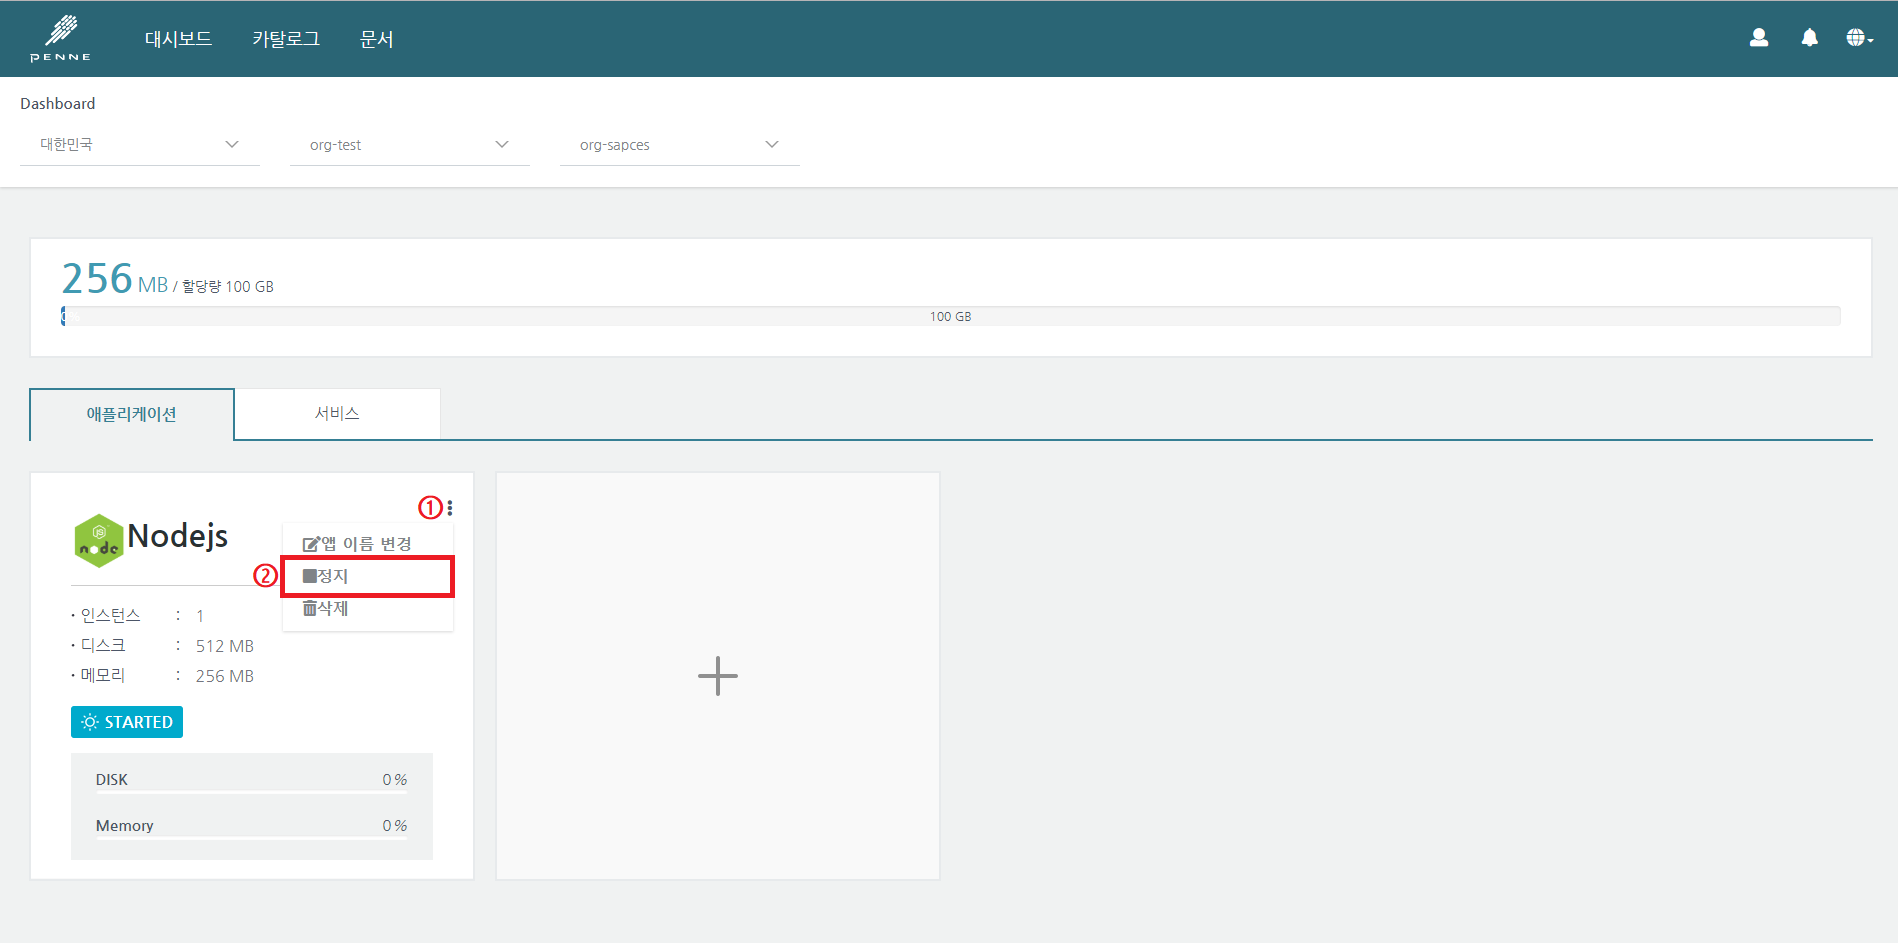 PENNE
대시보드 카탈로그 문서
Dashboard
대한민국 org-test org-sapces
256 MB / 할당량 100 GB
100 GB
애플리케이션 서비스
①
node
JS
Nodejs
앱 이름 변경
② 정지
삭제
· 인스턴스 : 1
· 디스크 : 512 MB
· 메모리 : 256 MB
STARTED
DISK 0 %
Memory 0 %